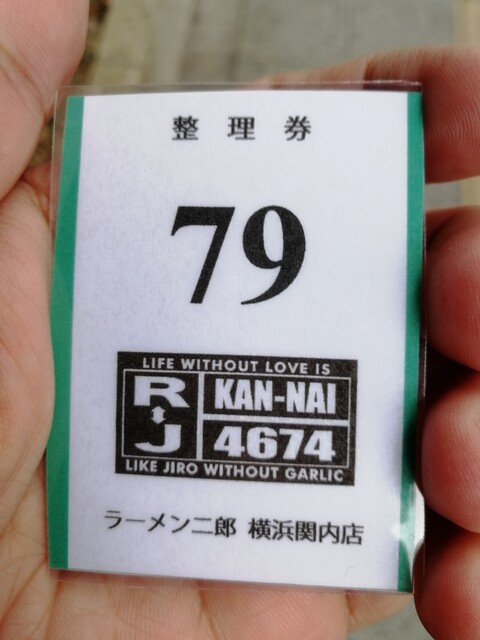 整理券
79
LIFE WITHOUT LOVE IS
R KAN-NAI
J 4674
LIKE JIRO WITHOUT GARLIC
ラーメン二郎 横浜関内店